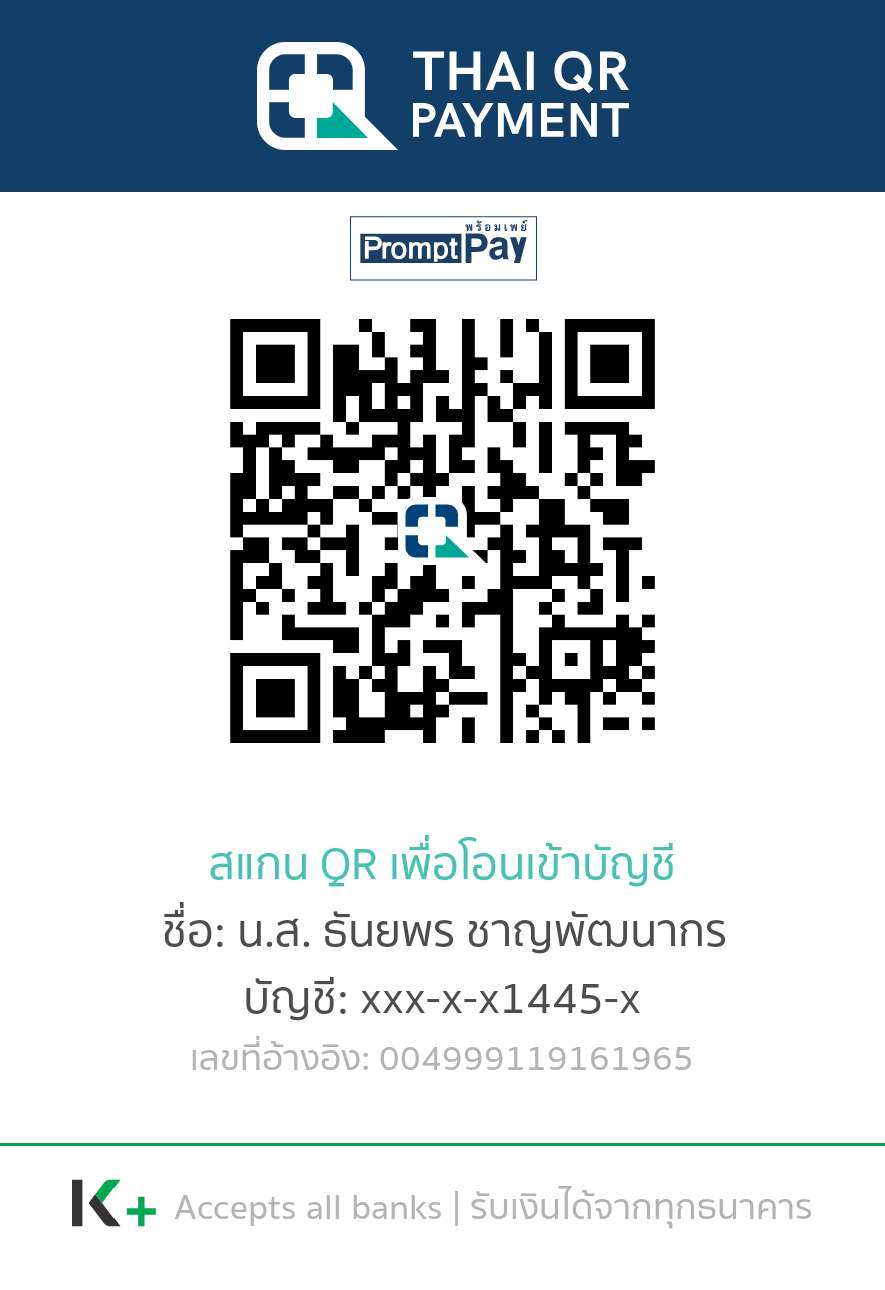 THAI QR
PAYMENT
พร้อมเพย์
PromptPay
สแกน QR เพื่อโอนเข้าบัญชี
ชื่อ: น.ส. ธันยพร ชาญพัฒนากร
บัญชี: xxx-x-x1445-x
เลขที่อ้างอิง: 004999119161965
K+ Accepts all banks | รับเงินได้จากทุกธนาคาร